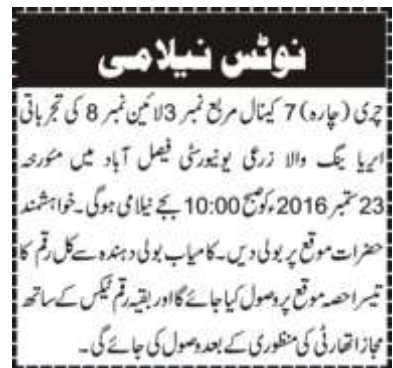 نوٹس نیلامی
چری (چارہ) 7 کینال مربع نمبر 3 لائین نمبر 8 کی تجرباتی
ایریا ینگ والا زرعی یونیورسٹی فیصل آباد میں مئورخہ
23 ستمبر 2016ء کو صبح 10:00 بجے نیلامی ہوگی۔ خواہشمند
حضرات موقع پر بولی دیں۔ کامیاب بولی دہندہ سے کل رقم کا
تیسرا حصہ موقع پر وصول کیا جائے گا اور بقیہ رقم ٹیکس کے ساتھ
مجاز اتھارٹی کی منظوری کے بعد وصول کی جائے گی۔